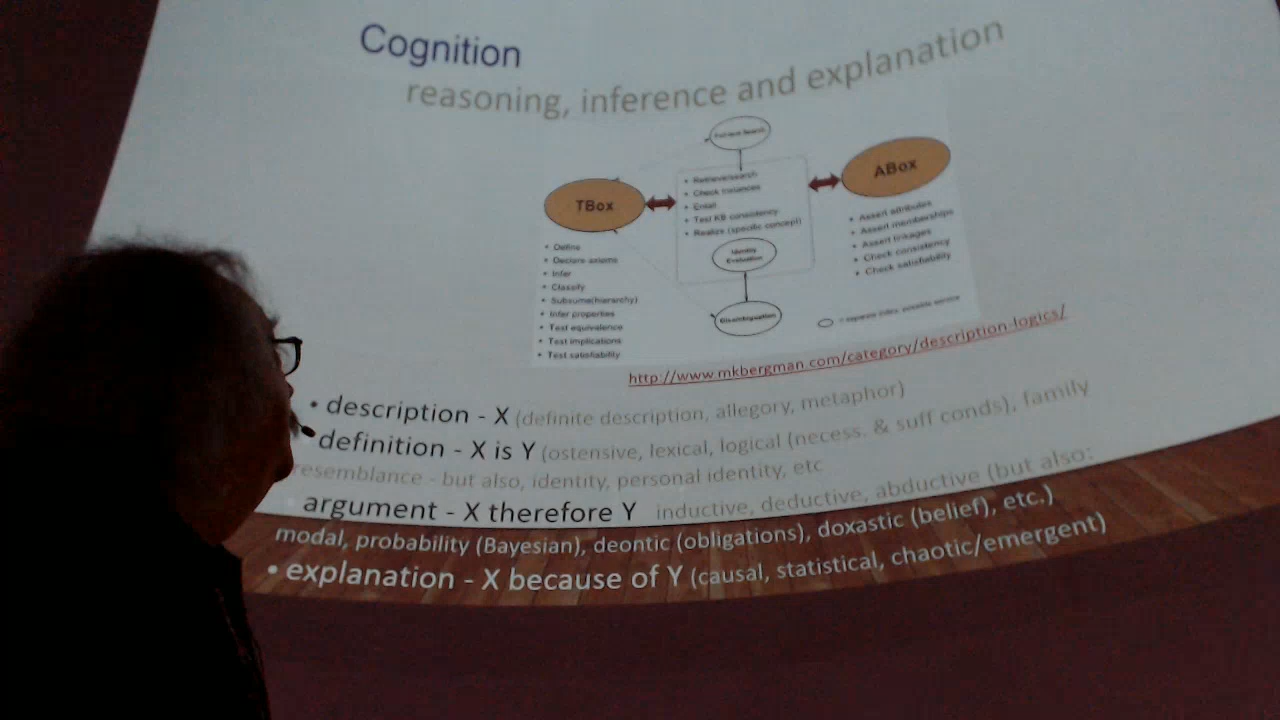 Cognition
reasoning, inference and explanation
TBox
ABox
• Retrieve/search
• Check instances
• Entail
• Test KB consistency
• Realize (specific concept)
Identity
Evaluation
Disambiguation
• Define
• Declare axioms
• Infer
• Classify
• Subsume(hierarchy)
• Infer properties
• Test equivalence
• Test implications
• Test satisfiability
• Assert attributes
• Assert memberships
• Assert linkages
• Check consistency
• Check satisfiability
http://www.mkbergman.com/category/description-logics/
• description - X (definite description, allegory, metaphor)
• definition - X is Y (ostensive, lexical, logical (necess. & suff conds), family
resemblance - but also, identity, personal identity, etc
argument - X therefore Y inductive, deductive, abductive (but also:
modal, probability (Bayesian), deontic (obligations), doxastic (belief), etc.)
• explanation - X because of Y (causal, statistical, chaotic/emergent)